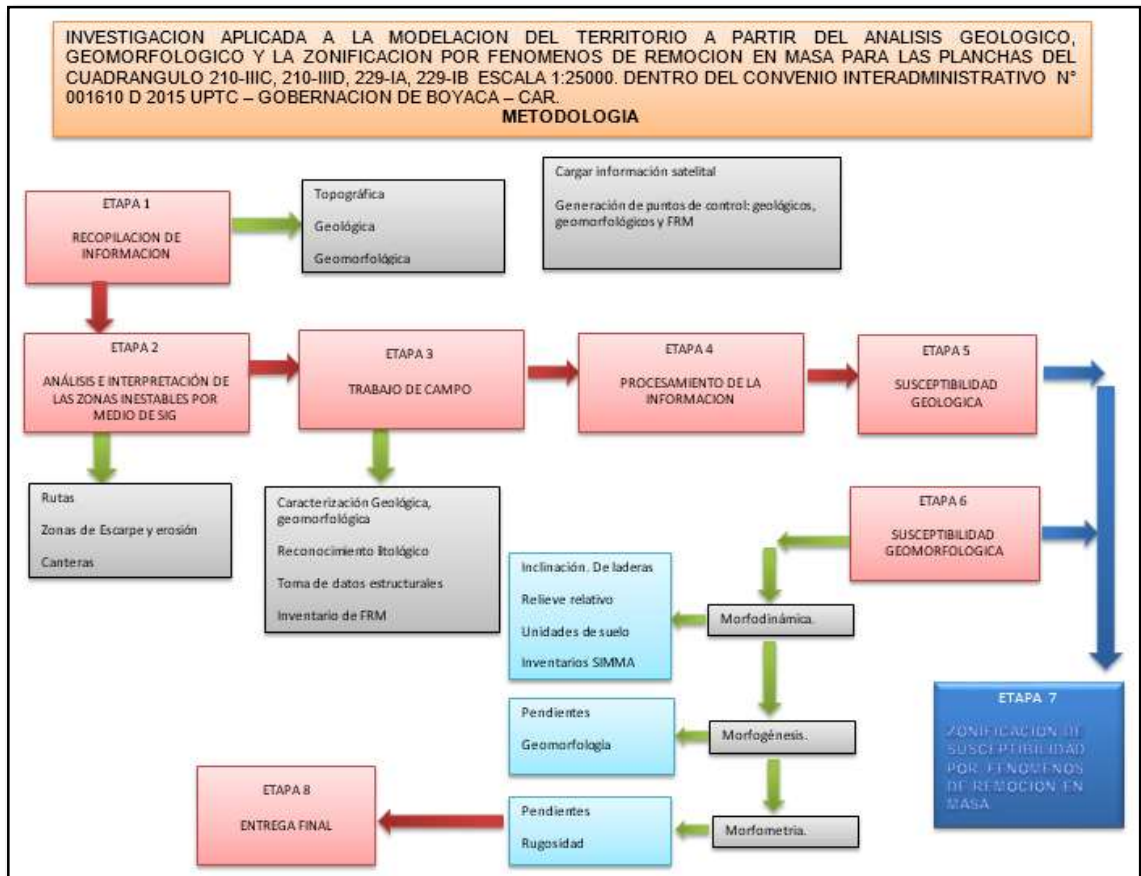 INVESTIGACION APLICADA A LA MODELACION DEL TERRITORIO A PARTIR DEL ANALISIS GEOLOGICO,
GEOMORFOLOGICO Y LA ZONIFICACION POR FENOMENOS DE REMOCION EN MASA PARA LAS PLANCHAS DEL
CUADRANGULO 210-IIIC, 210-IIID, 229-IA, 229-IB ESCALA 1:25000. DENTRO DEL CONVENIO INTERADMINISTRATIVO N°
001610 D 2015 UPTC – GOBERNACION DE BOYACA – CAR.
METODOLOGIA
ETAPA 1
RECOPILACION DE
INFORMACION
Topográfica
Geológica
Geomorfológica
Cargar información satelital
Generación de puntos de control: geológicos,
geomorfológicos y FRM
ETAPA 2
ANÁLISIS E INTERPRETACIÓN DE
LAS ZONAS INESTABLES POR
MEDIO DE SIG
ETAPA 3
TRABAJO DE CAMPO
ETAPA 4
PROCESAMIENTO DE LA
INFORMACION
ETAPA 5
SUSCEPTIBILIDAD
GEOLOGICA
Rutas
Zonas de Escarpe y erosión
Canteras
Caracterización Geológica,
geomorfológica
Reconocimiento litológico
Toma de datos estructurales
Inventario de FRM
ETAPA 6
SUSCEPTIBILIDAD
GEOMORFOLOGICA
Inclinación. De laderas
Relieve relativo
Unidades de suelo
Inventarios SIMMA
Morfodinámica.
Pendientes
Geomorfología
Morfogénesis.
Pendientes
Rugosidad
Morfometria.
ETAPA 7
ZONIFICACION DE
SUSCEPTIBILIDAD
POR FENOMENOS
DE REMOCION EN
MASA
ETAPA 8
ENTREGA FINAL